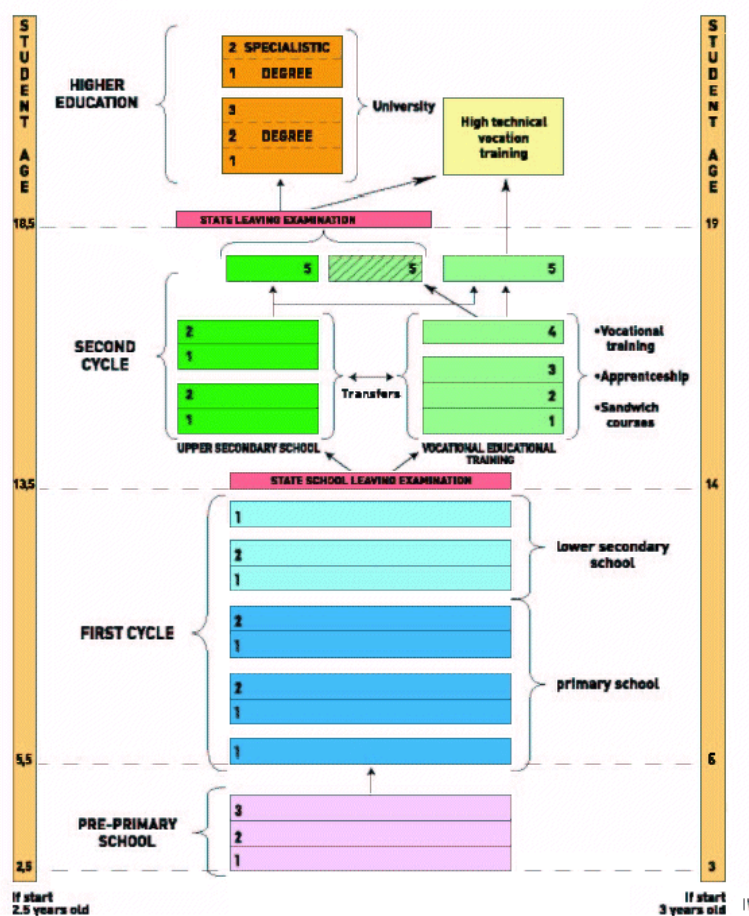 STUDENT AGE
STUDENT AGE
2 SPECIALISTIC
1 DEGREE
HIGHER
EDUCATION
3
2 DEGREE
1
University
High technical
vocation
training
STATE LEAVING EXAMINATION
18,5
19
5
5
5
SECOND
CYCLE
2
1
2
1
Transfers
4
3
2
1
•Vocational
training
•Apprentceship
•Sandwich
courses
UPPER SECONDARY SCHOOL
VOCATIONAL EDUCATIONAL
TRAINING
STATE SCHOOL LEAVING EXAMINATION
13,5
14
1
2
1
lower secondary
school
FIRST CYCLE
2
1
2
1
1
primary school
5,5
6
PRE-PRIMARY
SCHOOL
3
2
1
2,5
3
If start
2.5 years old
If start
3 years old